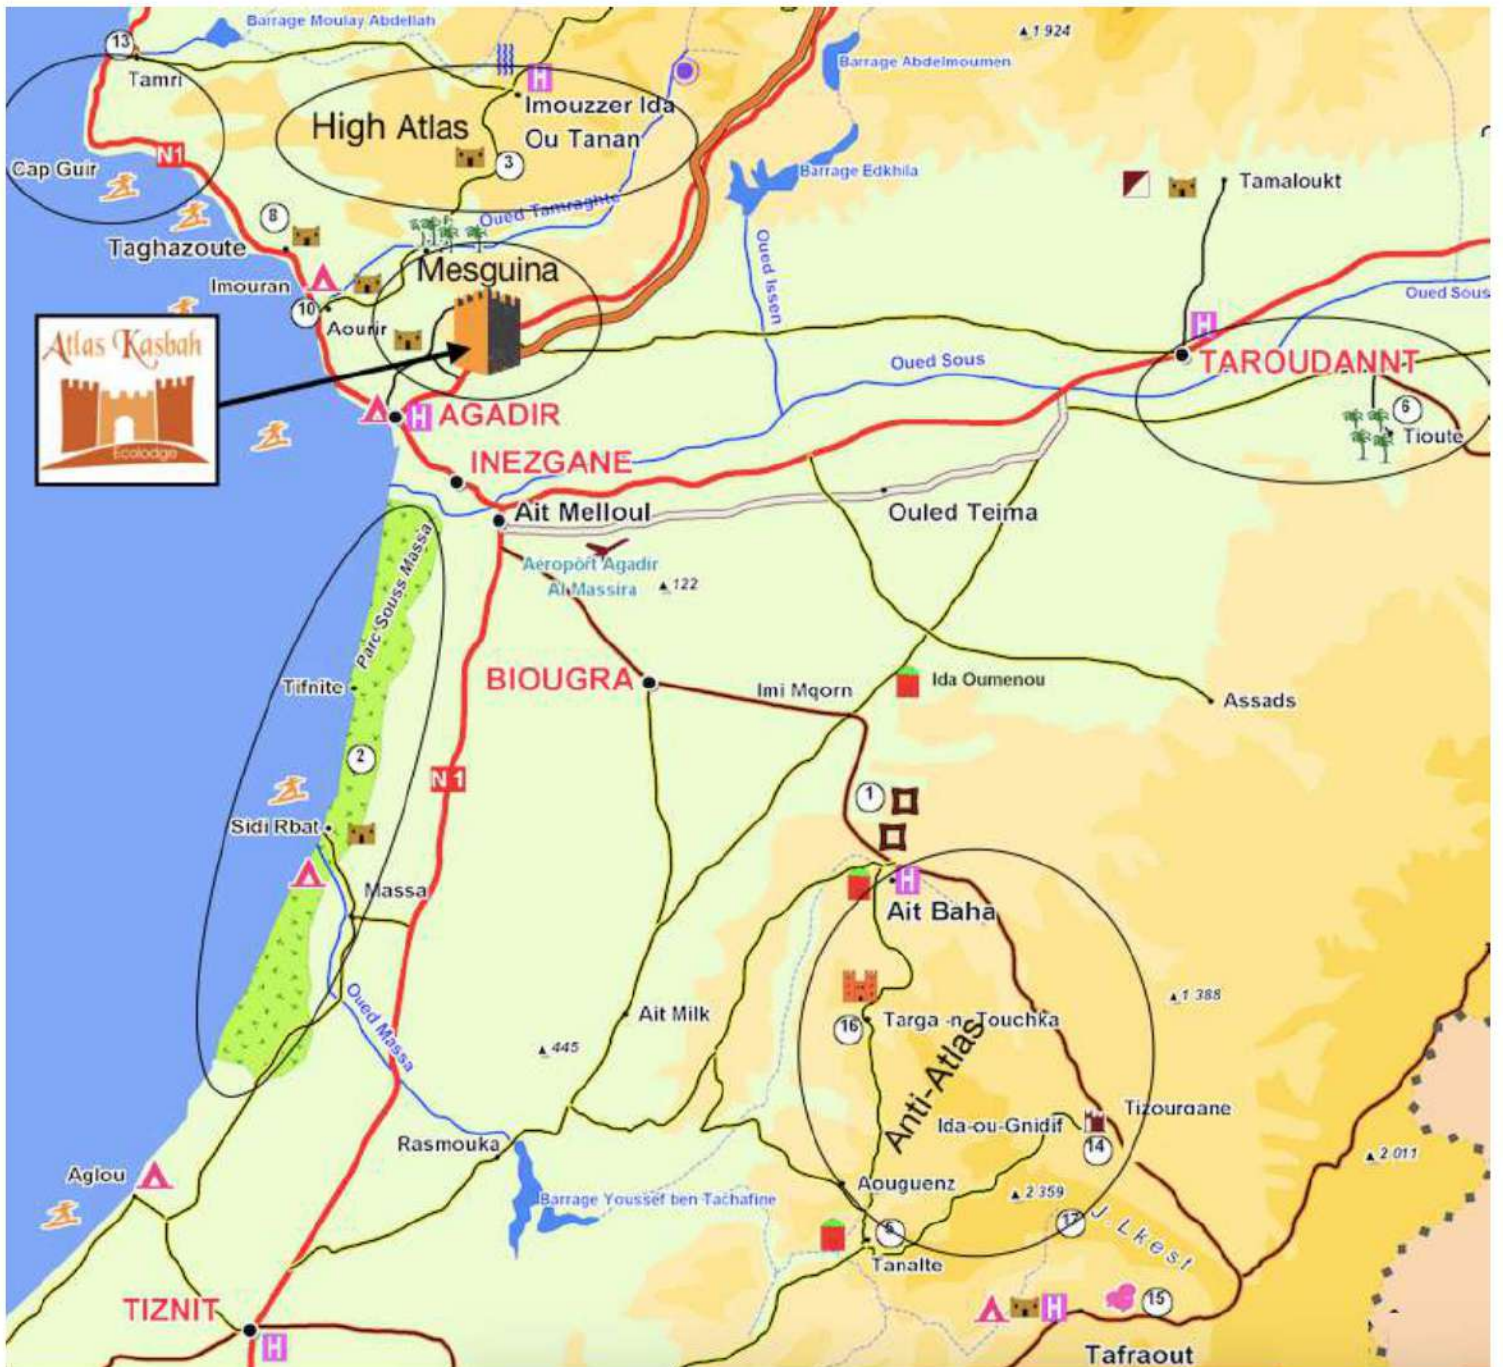 Barrage Moulay Abdellah
1 924
13
Tamri
Barrage Abdelmoumen
High Atlas
H
Imouzzer Ida
Ou Tanan
3
N1
Cap Guir
Barrage Edkhila
Tamaloukt
Oued Tamraghte
8
Taghazoute
Mesguina
Oued Issen
Imouran
10
Aourir
Oued Sous
H
Atlas Kasbah
Ecolodge
Oued Sous
TAROUDANNT
6
Tioute
H
AGADIR
INEZGANE
Ait Melloul
Ouled Teima
Aéropôrt Agadir
Al Massira
122
Parc Souss Massa
Tifnite
BIOUGRA
Imi Mqorn
Ida Oumenou
Assads
2
N 1
1
Sidi Rbat
Massa
H
Ait Baha
1 388
Oued Massa
Ait Milk
16
Targa -n- Touchka
445
Anti-Atlas
Tizourgane
Ida-ou-Gnidif
14
Rasmouka
2 011
Aglou
Aouguenz
Barrage Youssef ben Tachafine
2 359
17
J. Lkest
5
Tanalte
TIZNIT
H
H
15
Tafraout